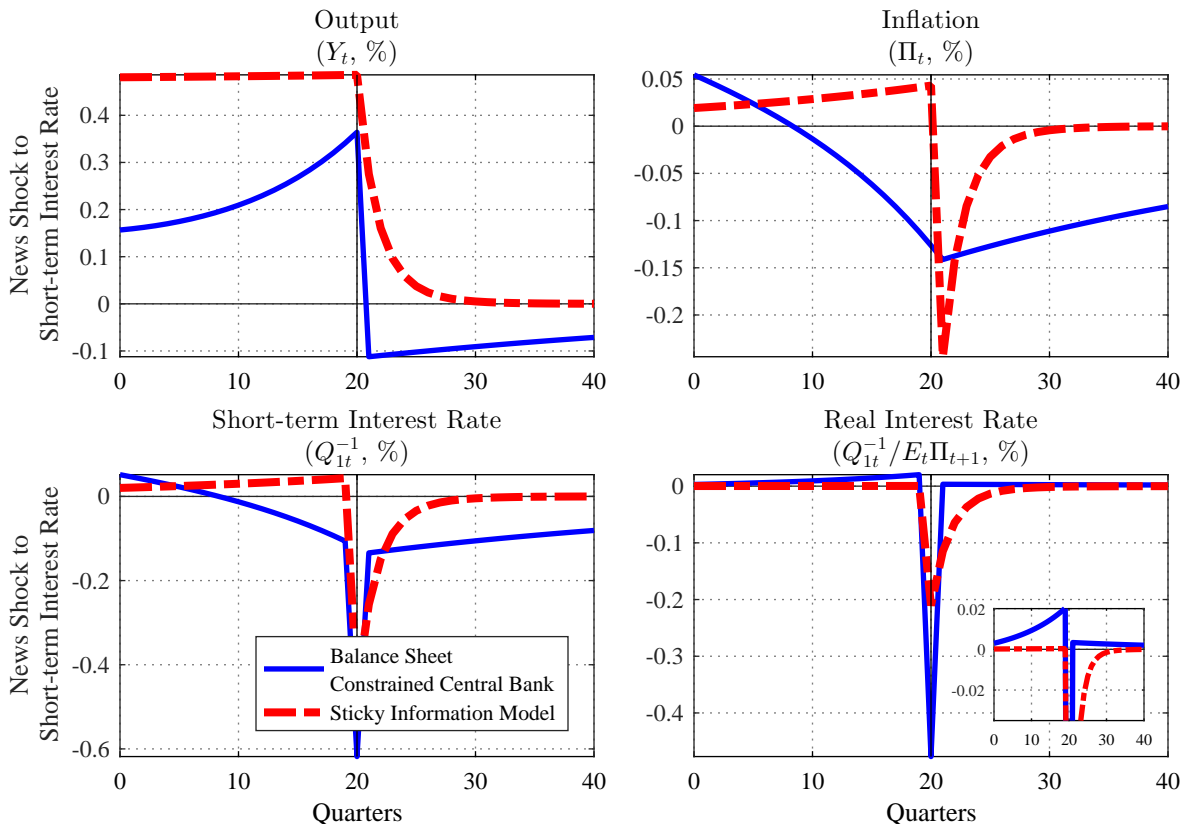 Output
(Y_t, %)
Inflation
(Π_t, %)
News Shock to
Short-term Interest Rate
0.4
0.3
0.2
0.1
0
-0.1
0 10 20 30 40
0.05
0
-0.05
-0.1
-0.15
-0.2
0 10 20 30 40
Short-term Interest Rate
(Q_{1t}^{-1}, %)
Real Interest Rate
(Q_{1t}^{-1}/E_tΠ_{t+1}, %)
News Shock to
Short-term Interest Rate
0
-0.2
-0.4
-0.6
0 10 20 30 40
Quarters
Balance Sheet
Constrained Central Bank
Sticky Information Model
0
-0.1
-0.2
-0.3
-0.4
0 10 20 30 40
Quarters
0.02
0
-0.02
0 10 20 30 40